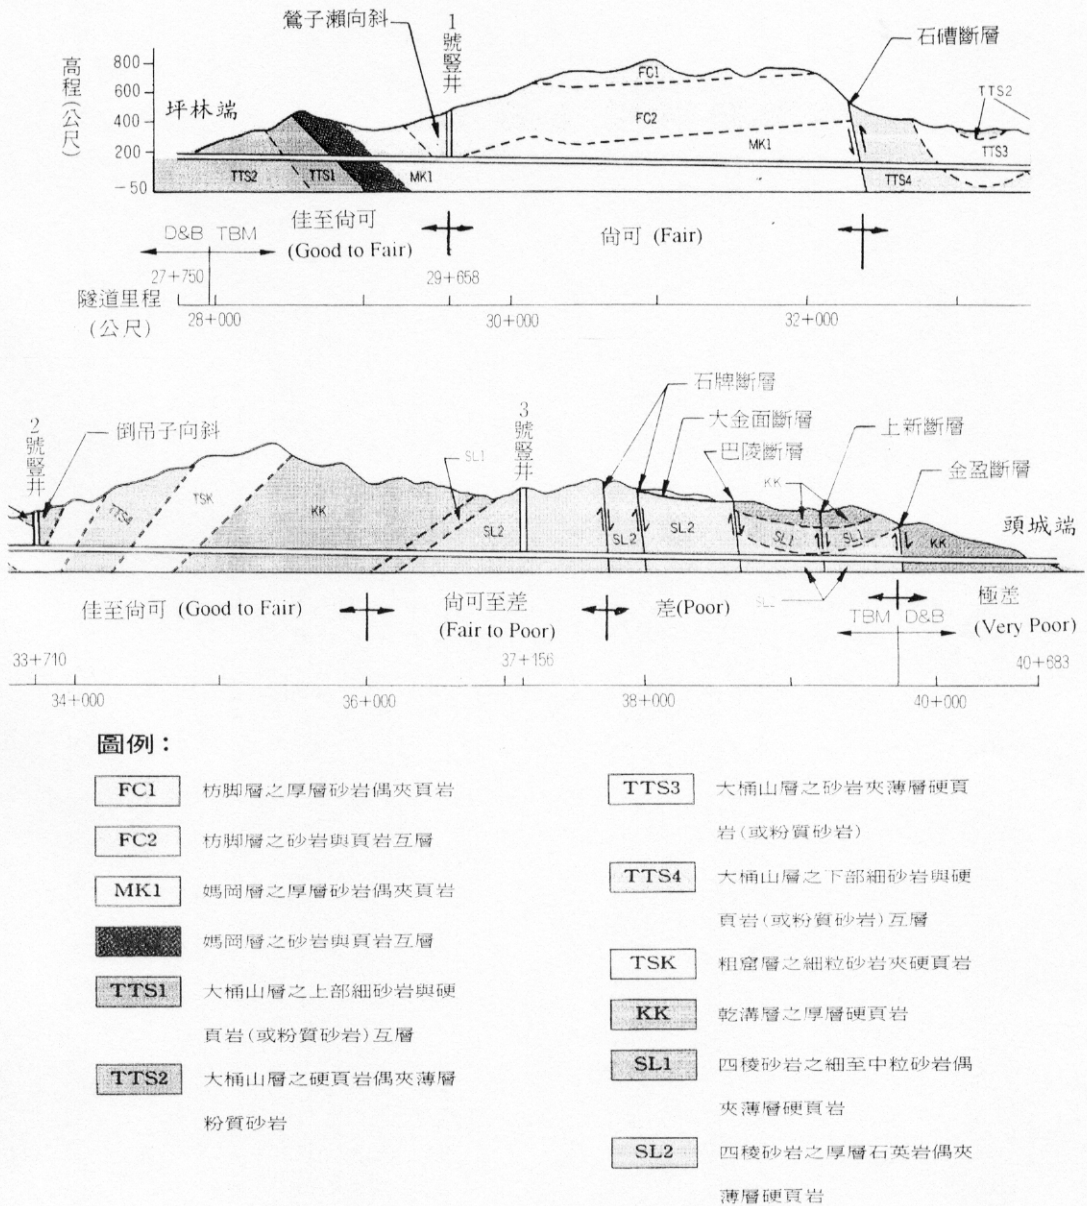 鶯子瀨向斜
1號豎井
石𥕢斷層
高程(公尺)
800
600
400
200
-50
坪林端
FC1
FC2
MK1
TTS2
TTS1
MK1
TTS4
TTS2
TTS3
佳至尚可
(Good to Fair)
尚可 (Fair)
D&B TBM
27+750
29+658
隧道里程
(公尺)
28+000
30+000
32+000
2號豎井
倒吊子向斜
3號豎井
石牌斷層
大金面斷層
巴陵斷層
上新斷層
金盈斷層
頭城端
TTS4
TSK
KK
SL1
SL2
SL2
SL2
KK
SL1
SL1
KK
佳至尚可 (Good to Fair)
尚可至差
(Fair to Poor)
差(Poor)
TBM D&B
極差
(Very Poor)
33+710
37+156
40+683
34+000
36+000
38+000
40+000
圖例：
FC1 枋腳層之厚層砂岩偶夾頁岩
FC2 枋腳層之砂岩與頁岩互層
MK1 媽岡層之厚層砂岩偶夾頁岩
媽岡層之砂岩與頁岩互層
TTS1 大桶山層之上部細砂岩與硬
頁岩(或粉質砂岩)互層
TTS2 大桶山層之硬頁岩偶夾薄層
粉質砂岩
TTS3 大桶山層之砂岩夾薄層硬頁
岩(或粉質砂岩)
TTS4 大桶山層之下部細砂岩與硬
頁岩(或粉質砂岩)互層
TSK 粗窟層之細粒砂岩夾硬頁岩
KK 乾溝層之厚層硬頁岩
SL1 四稜砂岩之細至中粒砂岩偶
夾薄層硬頁岩
SL2 四稜砂岩之厚層石英岩偶夾
薄層硬頁岩